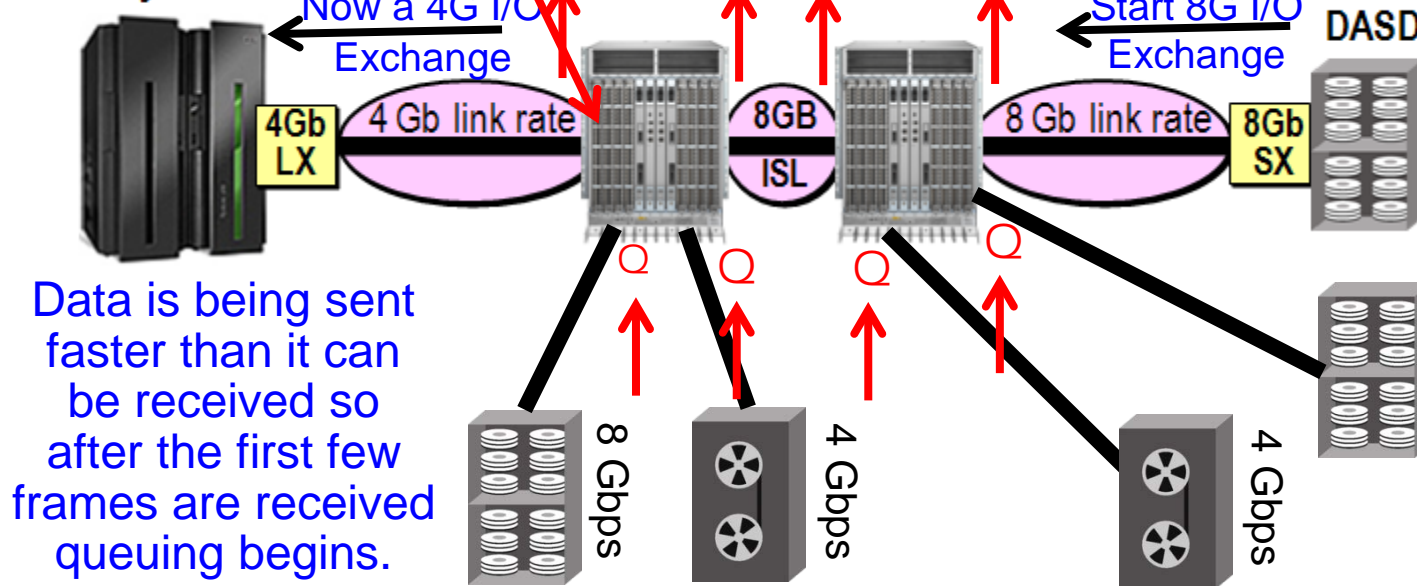 Now a 4G I/O
Exchange
Start 8G I/O
Exchange
DASD
4Gb
LX
4 Gb link rate
8GB
ISL
8 Gb link rate
8Gb
SX
Q
Q
Q
Q
Data is being sent
faster than it can
be received so
after the first few
frames are received
queuing begins.
8 Gbps
4 Gbps
4 Gbps